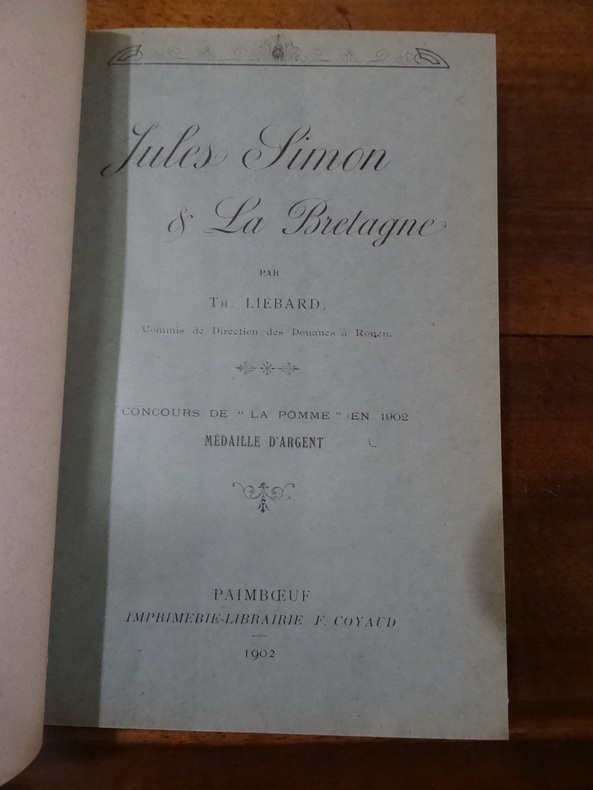 Jules Simon
& La Bretagne
PAR
TH. LIÉBARD,
Commis de Direction des Douanes à Rouen.
CONCOURS DE " LA POMME " EN 1902
MÉDAILLE D'ARGENT
PAIMBŒUF
IMPRIMERIE-LIBRAIRIE F. COYAUD
1902